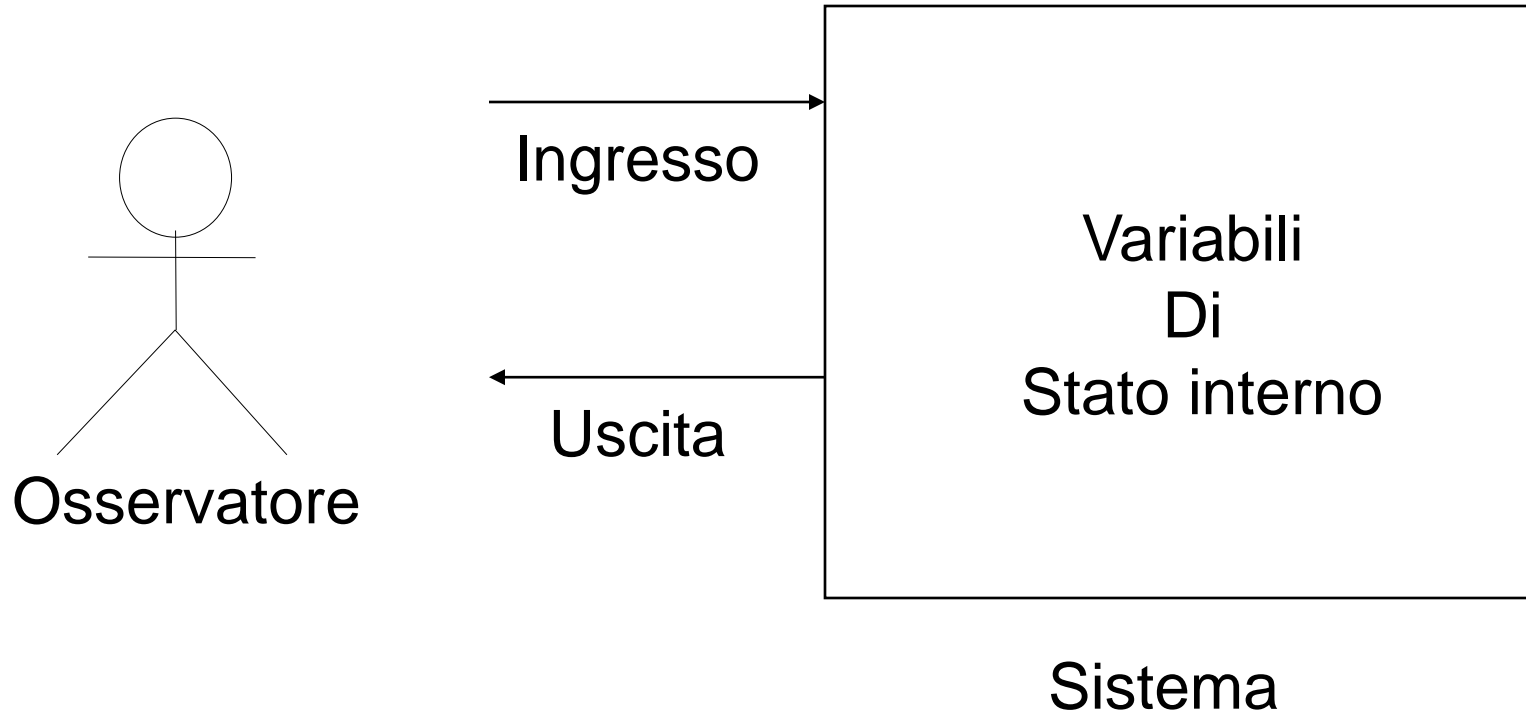 Ingresso
Variabili
Di
Stato interno
Uscita
Osservatore
Sistema